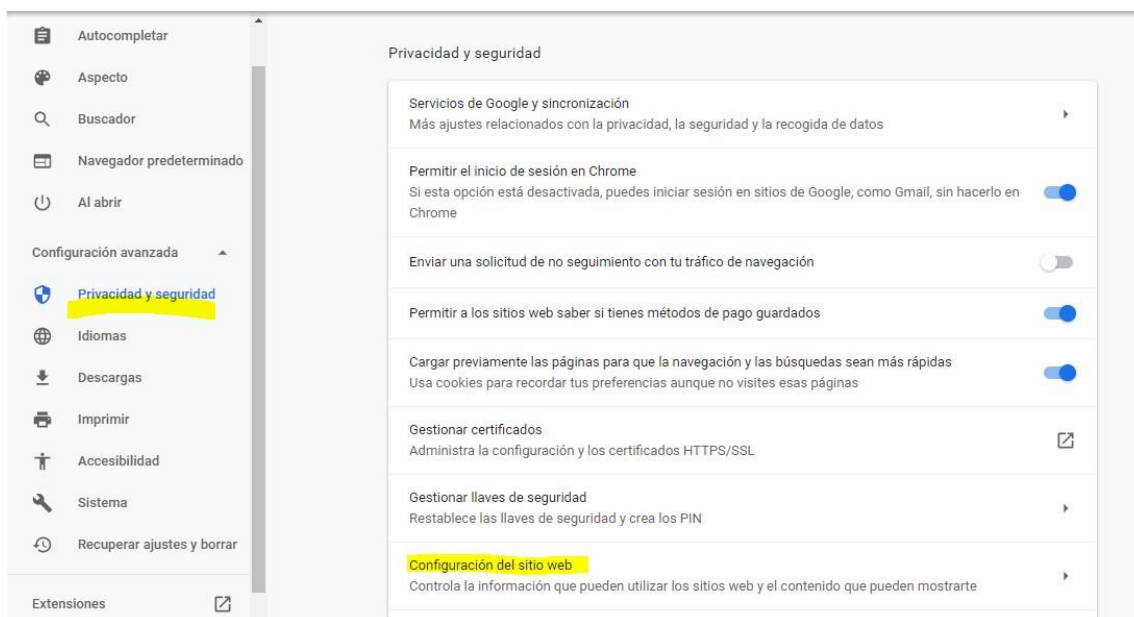 Autocompletar
Aspecto
Buscador
Navegador predeterminado
Al abrir
Configuración avanzada
Privacidad y seguridad
Idiomas
Descargas
Imprimir
Accesibilidad
Sistema
Recuperar ajustes y borrar
Extensiones
Privacidad y seguridad
Servicios de Google y sincronización
Más ajustes relacionados con la privacidad, la seguridad y la recogida de datos
Permitir el inicio de sesión en Chrome
Si esta opción está desactivada, puedes iniciar sesión en sitios de Google, como Gmail, sin hacerlo en
Chrome
Enviar una solicitud de no seguimiento con tu tráfico de navegación
Permitir a los sitios web saber si tienes métodos de pago guardados
Cargar previamente las páginas para que la navegación y las búsquedas sean más rápidas
Usa cookies para recordar tus preferencias aunque no visites esas páginas
Gestionar certificados
Administra la configuración y los certificados HTTPS/SSL
Gestionar llaves de seguridad
Restablece las llaves de seguridad y crea los PIN
Configuración del sitio web
Controla la información que pueden utilizar los sitios web y el contenido que pueden mostrarte